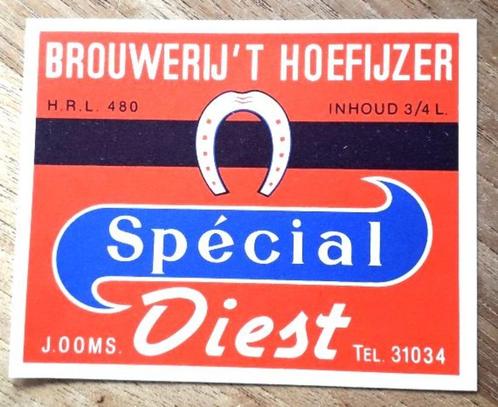 BROUWERIJ'T HOEFIJZER
H.R.L. 480 INHOUD 3/4 L.
Spécial
Diest
J.OOMS. TEL. 31034